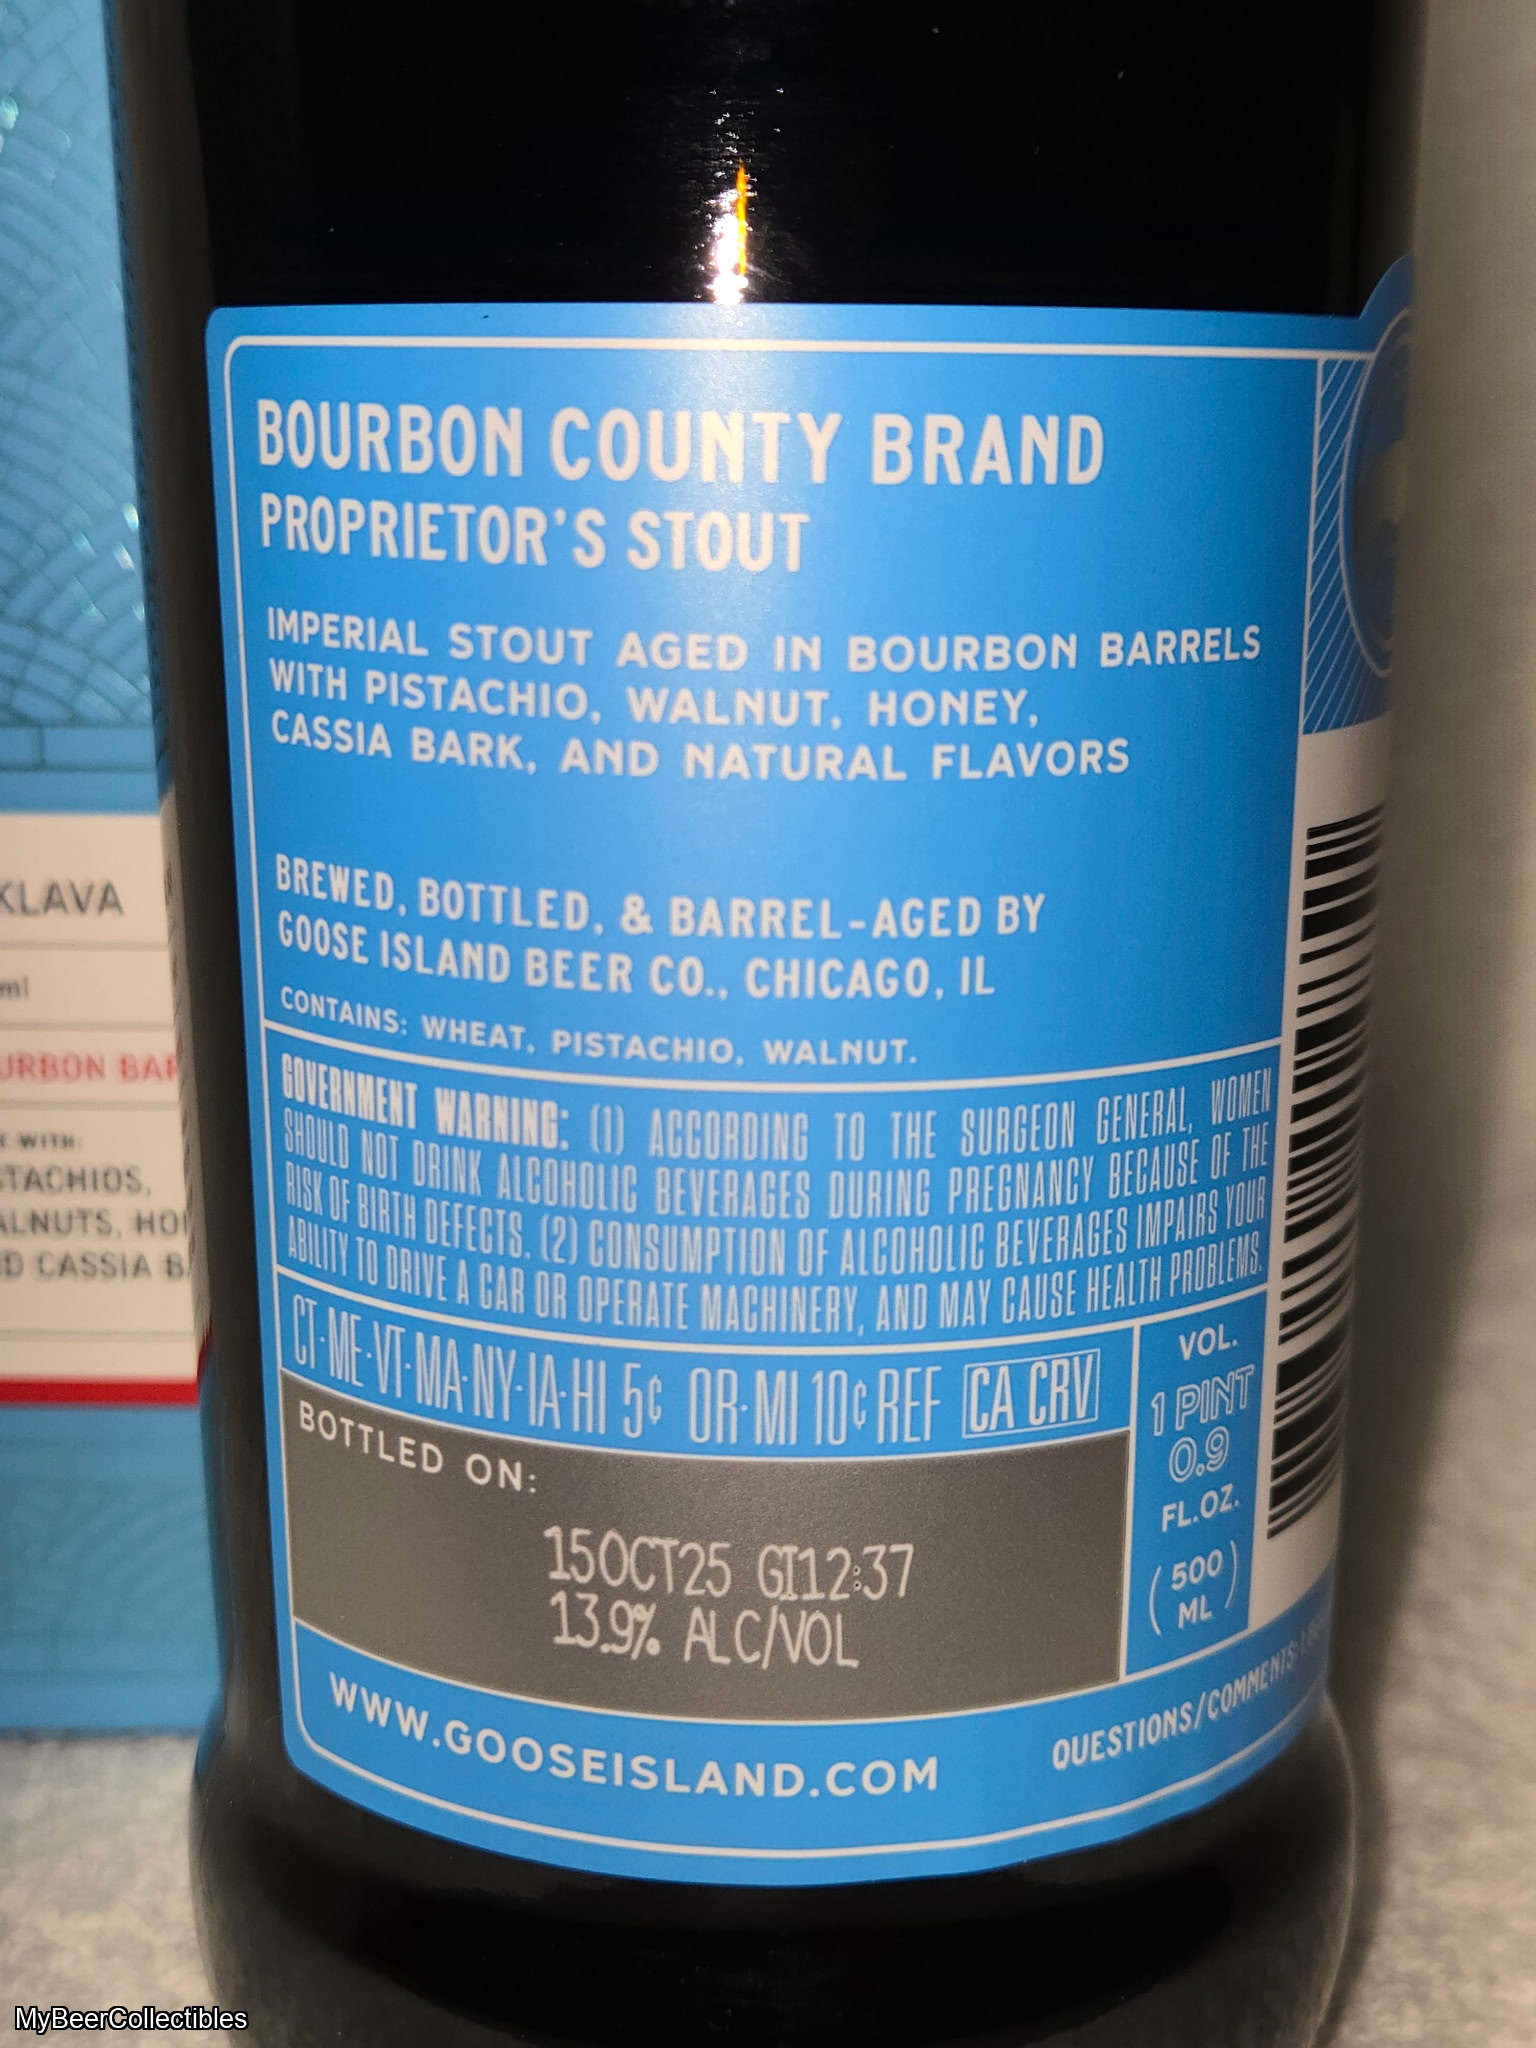 BOURBON COUNTY BRAND
PROPRIETOR'S STOUT
IMPERIAL STOUT AGED IN BOURBON BARRELS
WITH PISTACHIO, WALNUT, HONEY,
CASSIA BARK, AND NATURAL FLAVORS
BREWED, BOTTLED, & BARREL-AGED BY
GOOSE ISLAND BEER CO., CHICAGO, IL
CONTAINS: WHEAT, PISTACHIO, WALNUT.
GOVERNMENT WARNING: (1) ACCORDING TO THE SURGEON GENERAL, WOMEN
SHOULD NOT DRINK ALCOHOLIC BEVERAGES DURING PREGNANCY BECAUSE OF THE
RISK OF BIRTH DEFECTS. (2) CONSUMPTION OF ALCOHOLIC BEVERAGES IMPAIRS YOUR
ABILITY TO DRIVE A CAR OR OPERATE MACHINERY, AND MAY CAUSE HEALTH PROBLEMS.
CT·ME·VT·MA·NY·IA·HI 5¢ OR·MI 10¢ REF CA CRV
VOL.
1 PINT
0.9
FL.OZ.
(500
ML)
BOTTLED ON:
15OCT25 GI12:37
13.9% ALC/VOL
WWW.GOOSEISLAND.COM
QUESTIONS/COMMENTS:
KLAVA
ml
URBON BAR
E WITH:
STACHIOS,
ALNUTS, HO
D CASSIA B
MyBeerCollectibles